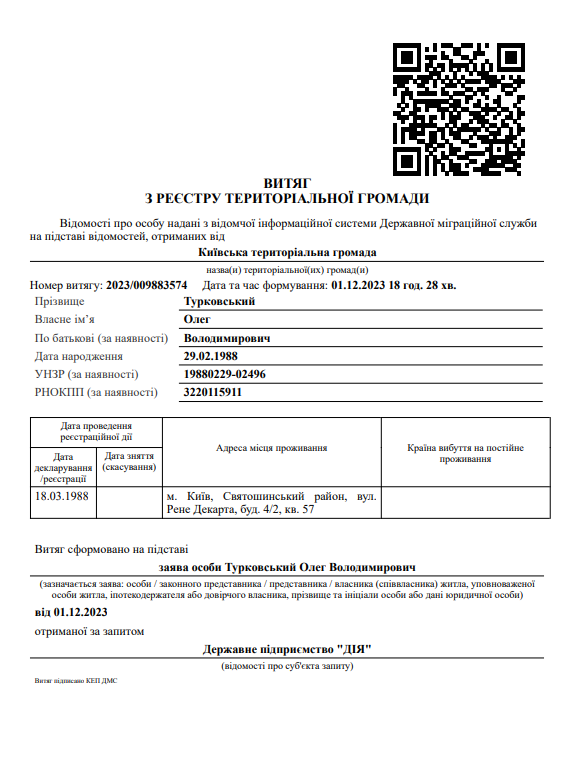 ВИТЯГ
З РЕЄСТРУ ТЕРИТОРІАЛЬНОЇ ГРОМАДИ
Відомості про особу надані з відомчої інформаційної системи Державної міграційної служби
на підставі відомостей, отриманих від
Київська територіальна громада
назва(и) територіальної(их) громад(и)
Номер витягу: 2023/009883574 Дата та час формування: 01.12.2023 18 год. 28 хв.
Прізвище Турковський
Власне ім’я Олег
По батькові (за наявності) Володимирович
Дата народження 29.02.1988
УНЗР (за наявності) 19880229-02496
РНОКПП (за наявності) 3220115911
Дата проведення
реєстраційної дії
Дата
декларування
/реєстрації
Дата зняття
(скасування)
Адреса місця проживання
Країна вибуття на постійне
проживання
18.03.1988
м. Київ, Святошинський район, вул.
Рене Декарта, буд. 4/2, кв. 57
Витяг сформовано на підставі
заява особи Турковський Олег Володимирович
(зазначається заява: особи / законного представника / представника / власника (співвласника) житла, уповноваженої
особи житла, іпотекодержателя або довірчого власника, прізвище та ініціали особи або дані юридичної особи)
від 01.12.2023
отриманої за запитом
Державне підприємство "ДІЯ"
(відомості про суб'єкта запиту)
Витяг підписано КЕП ДМС